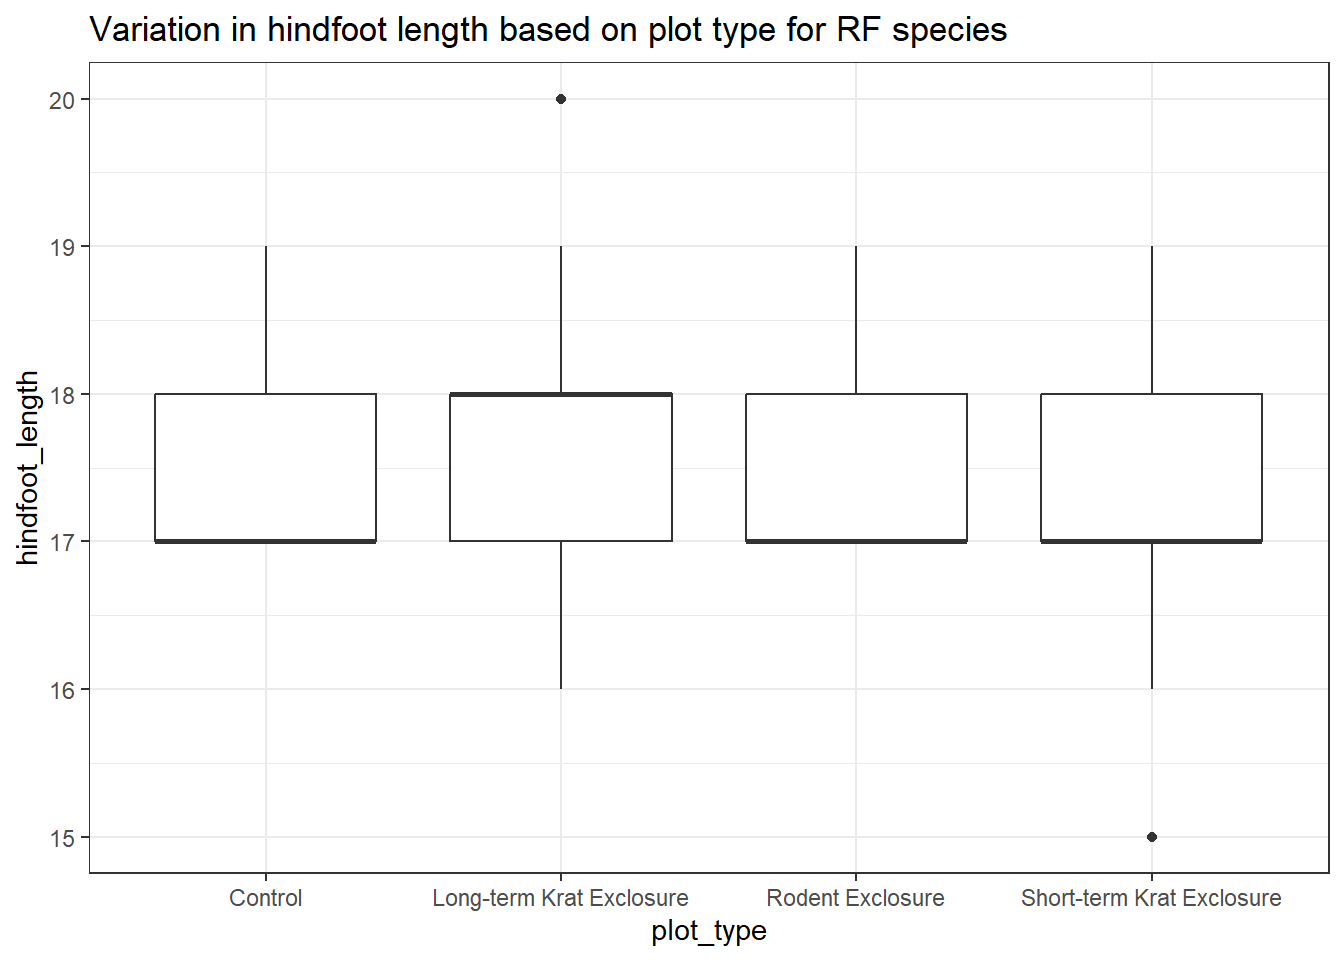 Variation in hindfoot length based on plot type for RF species
hindfoot_length
20
19
18
17
16
15
Control
Long-term Krat Exclosure
Rodent Exclosure
Short-term Krat Exclosure
plot_type